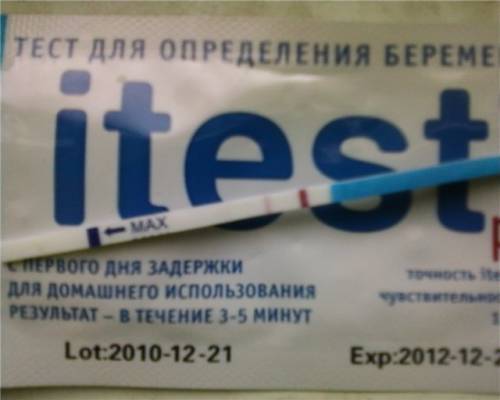 ТЕСТ ДЛЯ ОПРЕДЕЛЕНИЯ БЕРЕМЕ
itest
← MAX
С ПЕРВОГО ДНЯ ЗАДЕРЖКИ
ДЛЯ ДОМАШНЕГО ИСПОЛЬЗОВАНИЯ
РЕЗУЛЬТАТ – В ТЕЧЕНИЕ 3-5 МИНУТ
точность ite
чувствительно
Lot:2010-12-21
Exp:2012-12-2